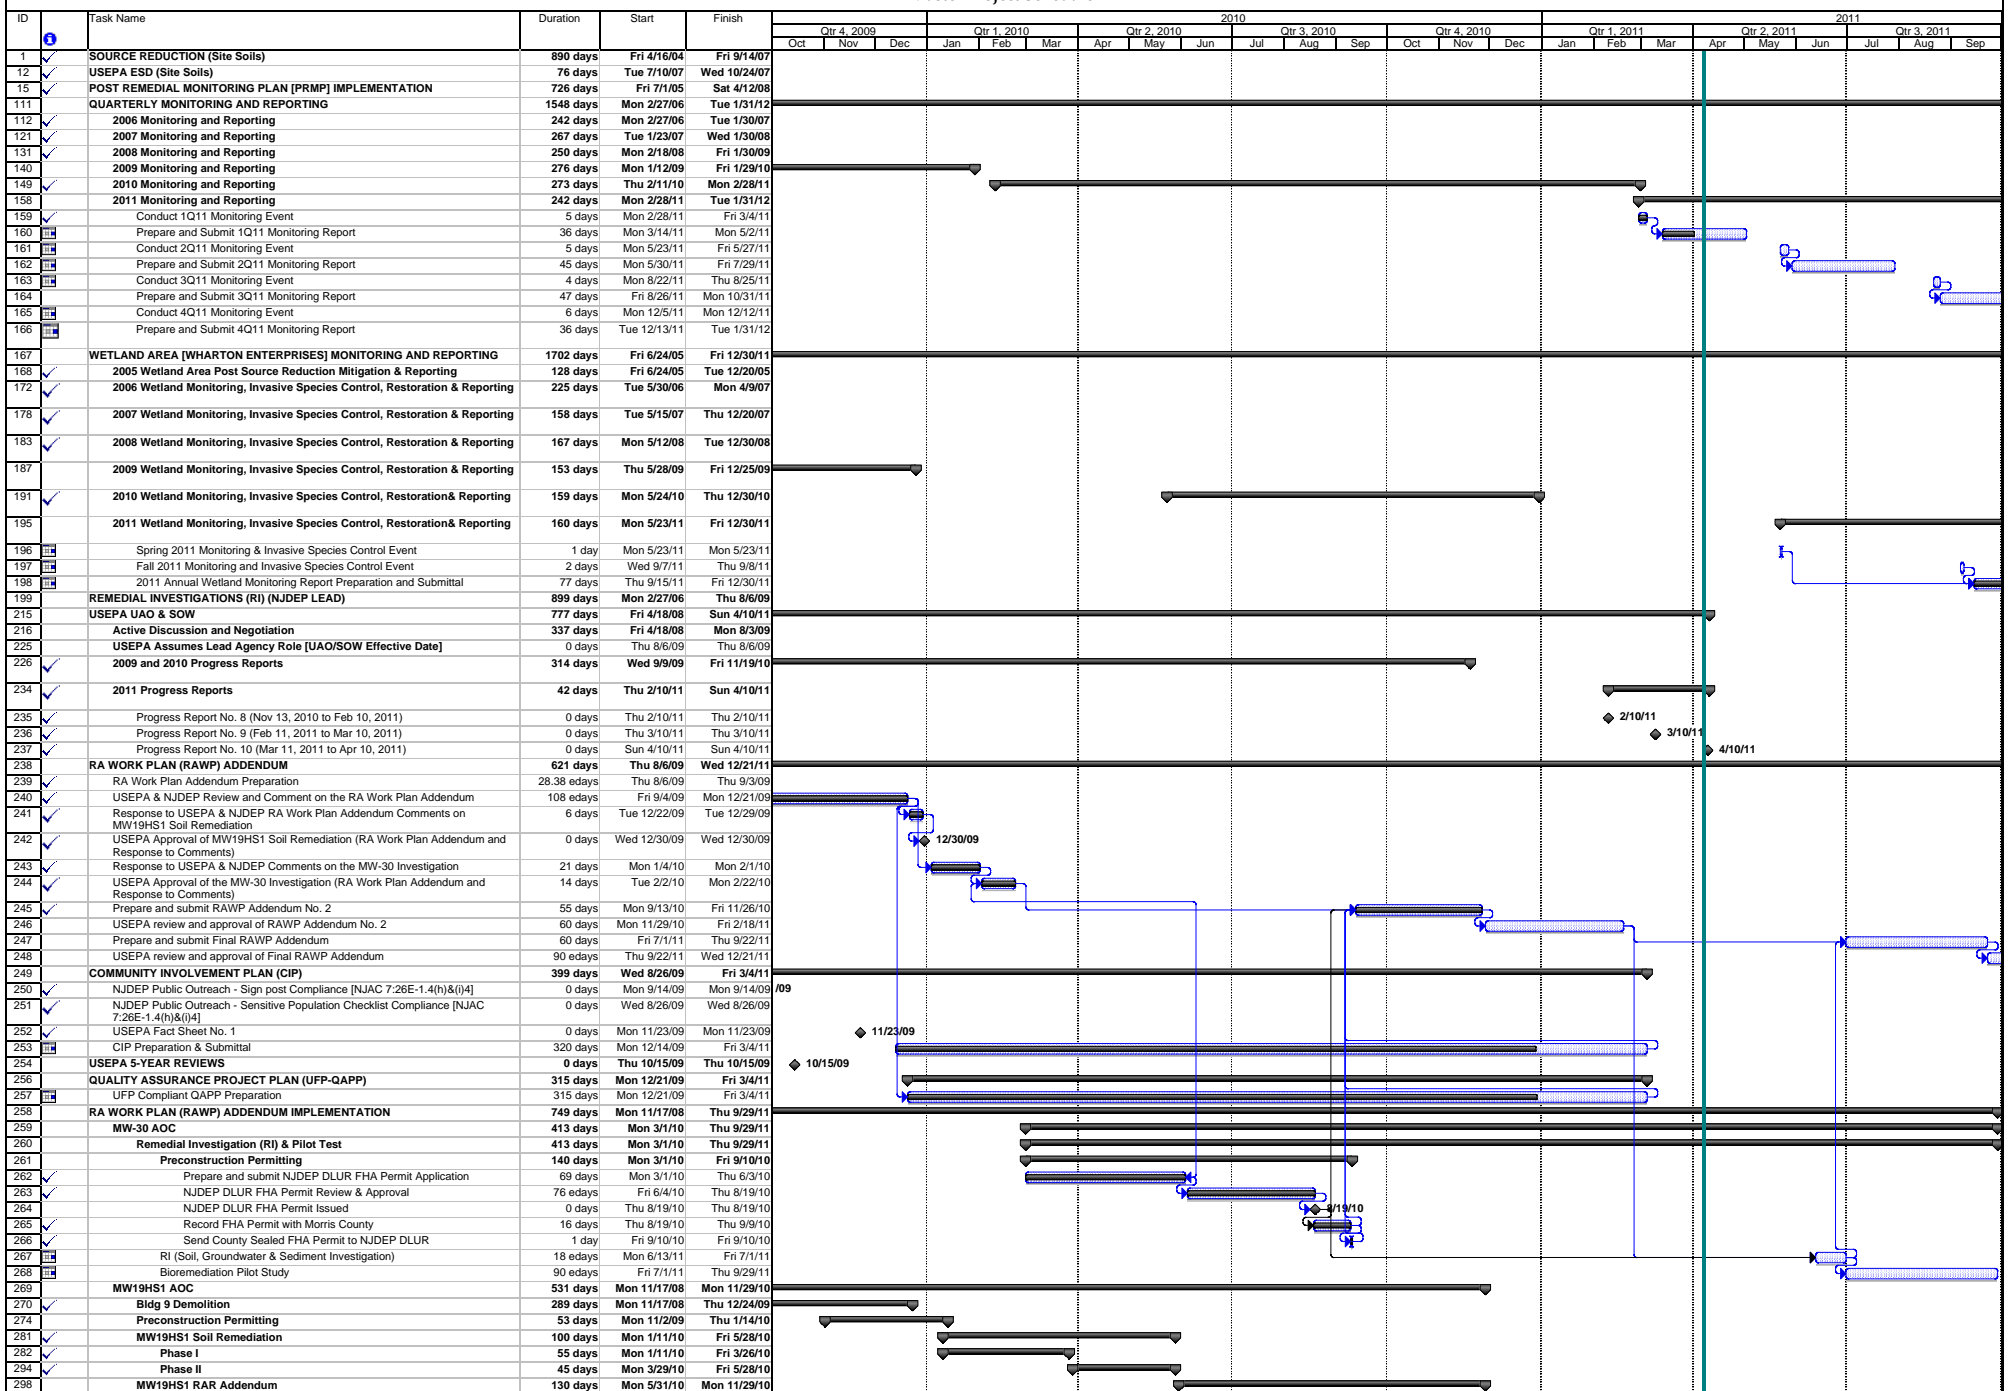 2010 2011
ID Task Name Duration Start Finish Qtr 4, 2009 Qtr 1, 2010 Qtr 2, 2010 Qtr 3, 2010 Qtr 4, 2010 Qtr 1, 2011 Qtr 2, 2011 Qtr 3, 2011
Oct Nov Dec Jan Feb Mar Apr May Jun Jul Aug Sep Oct Nov Dec Jan Feb Mar Apr May Jun Jul Aug Sep
1 SOURCE REDUCTION (Site Soils) 890 days Fri 4/16/04 Fri 9/14/07
12 USEPA ESD (Site Soils) 76 days Tue 7/10/07 Wed 10/24/07
15 POST REMEDIAL MONITORING PLAN [PRMP] IMPLEMENTATION 726 days Fri 7/1/05 Sat 4/12/08
111 QUARTERLY MONITORING AND REPORTING 1548 days Mon 2/27/06 Tue 1/31/12
112 2006 Monitoring and Reporting 242 days Mon 2/27/06 Tue 1/30/07
121 2007 Monitoring and Reporting 267 days Tue 1/23/07 Wed 1/30/08
131 2008 Monitoring and Reporting 250 days Mon 2/18/08 Fri 1/30/09
140 2009 Monitoring and Reporting 276 days Mon 1/12/09 Fri 1/29/10
149 2010 Monitoring and Reporting 273 days Thu 2/11/10 Mon 2/28/11
158 2011 Monitoring and Reporting 242 days Mon 2/28/11 Tue 1/31/12
159 Conduct 1Q11 Monitoring Event 5 days Mon 2/28/11 Fri 3/4/11
160 Prepare and Submit 1Q11 Monitoring Report 36 days Mon 3/14/11 Mon 5/2/11
161 Conduct 2Q11 Monitoring Event 5 days Mon 5/23/11 Fri 5/27/11
162 Prepare and Submit 2Q11 Monitoring Report 45 days Mon 5/30/11 Fri 7/29/11
163 Conduct 3Q11 Monitoring Event 4 days Mon 8/22/11 Thu 8/25/11
164 Prepare and Submit 3Q11 Monitoring Report 47 days Fri 8/26/11 Mon 10/31/11
165 Conduct 4Q11 Monitoring Event 6 days Mon 12/5/11 Mon 12/12/11
166 Prepare and Submit 4Q11 Monitoring Report 36 days Tue 12/13/11 Tue 1/31/12
167 WETLAND AREA [WHARTON ENTERPRISES] MONITORING AND REPORTING 1702 days Fri 6/24/05 Fri 12/30/11
168 2005 Wetland Area Post Source Reduction Mitigation & Reporting 128 days Fri 6/24/05 Tue 12/20/05
172 2006 Wetland Monitoring, Invasive Species Control, Restoration & Reporting 225 days Tue 5/30/06 Mon 4/9/07
178 2007 Wetland Monitoring, Invasive Species Control, Restoration & Reporting 158 days Tue 5/15/07 Thu 12/20/07
183 2008 Wetland Monitoring, Invasive Species Control, Restoration & Reporting 167 days Mon 5/12/08 Tue 12/30/08
187 2009 Wetland Monitoring, Invasive Species Control, Restoration & Reporting 153 days Thu 5/28/09 Fri 12/25/09
191 2010 Wetland Monitoring, Invasive Species Control, Restoration& Reporting 159 days Mon 5/24/10 Thu 12/30/10
195 2011 Wetland Monitoring, Invasive Species Control, Restoration& Reporting 160 days Mon 5/23/11 Fri 12/30/11
196 Spring 2011 Monitoring & Invasive Species Control Event 1 day Mon 5/23/11 Mon 5/23/11
197 Fall 2011 Monitoring and Invasive Species Control Event 2 days Wed 9/7/11 Thu 9/8/11
198 2011 Annual Wetland Monitoring Report Preparation and Submittal 77 days Thu 9/15/11 Fri 12/30/11
199 REMEDIAL INVESTIGATIONS (RI) (NJDEP LEAD) 899 days Mon 2/27/06 Thu 8/6/09
215 USEPA UAO & SOW 777 days Fri 4/18/08 Sun 4/10/11
216 Active Discussion and Negotiation 337 days Fri 4/18/08 Mon 8/3/09
225 USEPA Assumes Lead Agency Role [UAO/SOW Effective Date] 0 days Thu 8/6/09 Thu 8/6/09
226 2009 and 2010 Progress Reports 314 days Wed 9/9/09 Fri 11/19/10
234 2011 Progress Reports 42 days Thu 2/10/11 Sun 4/10/11
235 Progress Report No. 8 (Nov 13, 2010 to Feb 10, 2011) 0 days Thu 2/10/11 Thu 2/10/11 2/10/11
236 Progress Report No. 9 (Feb 11, 2011 to Mar 10, 2011) 0 days Thu 3/10/11 Thu 3/10/11 3/10/11
237 Progress Report No. 10 (Mar 11, 2011 to Apr 10, 2011) 0 days Sun 4/10/11 Sun 4/10/11 4/10/11
238 RA WORK PLAN (RAWP) ADDENDUM 621 days Thu 8/6/09 Wed 12/21/11
239 RA Work Plan Addendum Preparation 28.38 edays Thu 8/6/09 Thu 9/3/09
240 USEPA & NJDEP Review and Comment on the RA Work Plan Addendum 108 edays Fri 9/4/09 Mon 12/21/09
241 Response to USEPA & NJDEP RA Work Plan Addendum Comments on 6 days Tue 12/22/09 Tue 12/29/09
MW19HS1 Soil Remediation
242 USEPA Approval of MW19HS1 Soil Remediation (RA Work Plan Addendum and 0 days Wed 12/30/09 Wed 12/30/09 12/30/09
Response to Comments)
243 Response to USEPA & NJDEP Comments on the MW-30 Investigation 21 days Mon 1/4/10 Mon 2/1/10
244 USEPA Approval of the MW-30 Investigation (RA Work Plan Addendum and 14 days Tue 2/2/10 Mon 2/22/10
Response to Comments)
245 Prepare and submit RAWP Addendum No. 2 55 days Mon 9/13/10 Fri 11/26/10
246 USEPA review and approval of RAWP Addendum No. 2 60 days Mon 11/29/10 Fri 2/18/11
247 Prepare and submit Final RAWP Addendum 60 days Fri 7/1/11 Thu 9/22/11
248 USEPA review and approval of Final RAWP Addendum 90 edays Thu 9/22/11 Wed 12/21/11
249 COMMUNITY INVOLVEMENT PLAN (CIP) 399 days Wed 8/26/09 Fri 3/4/11
250 NJDEP Public Outreach - Sign post Compliance [NJAC 7:26E-1.4(h)&(i)4] 0 days Mon 9/14/09 Mon 9/14/09 /09
251 NJDEP Public Outreach - Sensitive Population Checklist Compliance [NJAC 0 days Wed 8/26/09 Wed 8/26/09
7:26E-1.4(h)&(i)4]
252 USEPA Fact Sheet No. 1 0 days Mon 11/23/09 Mon 11/23/09 11/23/09
253 CIP Preparation & Submittal 320 days Mon 12/14/09 Fri 3/4/11
254 USEPA 5-YEAR REVIEWS 0 days Thu 10/15/09 Thu 10/15/09 10/15/09
256 QUALITY ASSURANCE PROJECT PLAN (UFP-QAPP) 315 days Mon 12/21/09 Fri 3/4/11
257 UFP Compliant QAPP Preparation 315 days Mon 12/21/09 Fri 3/4/11
258 RA WORK PLAN (RAWP) ADDENDUM IMPLEMENTATION 749 days Mon 11/17/08 Thu 9/29/11
259 MW-30 AOC 413 days Mon 3/1/10 Thu 9/29/11
260 Remedial Investigation (RI) & Pilot Test 413 days Mon 3/1/10 Thu 9/29/11
261 Preconstruction Permitting 140 days Mon 3/1/10 Fri 9/10/10
262 Prepare and submit NJDEP DLUR FHA Permit Application 69 days Mon 3/1/10 Thu 6/3/10
263 NJDEP DLUR FHA Permit Review & Approval 76 edays Fri 6/4/10 Thu 8/19/10
264 NJDEP DLUR FHA Permit Issued 0 days Thu 8/19/10 Thu 8/19/10 8/19/10
265 Record FHA Permit with Morris County 16 days Thu 8/19/10 Thu 9/9/10
266 Send County Sealed FHA Permit to NJDEP DLUR 1 day Fri 9/10/10 Fri 9/10/10
267 RI (Soil, Groundwater & Sediment Investigation) 18 edays Mon 6/13/11 Fri 7/1/11
268 Bioremediation Pilot Study 90 edays Fri 7/1/11 Thu 9/29/11
269 MW19HS1 AOC 531 days Mon 11/17/08 Mon 11/29/10
270 Bldg 9 Demolition 289 days Mon 11/17/08 Thu 12/24/09
274 Preconstruction Permitting 53 days Mon 11/2/09 Thu 1/14/10
281 MW19HS1 Soil Remediation 100 days Mon 1/11/10 Fri 5/28/10
282 Phase I 55 days Mon 1/11/10 Fri 3/26/10
294 Phase II 45 days Mon 3/29/10 Fri 5/28/10
298 MW19HS1 RAR Addendum 130 days Mon 5/31/10 Mon 11/29/10